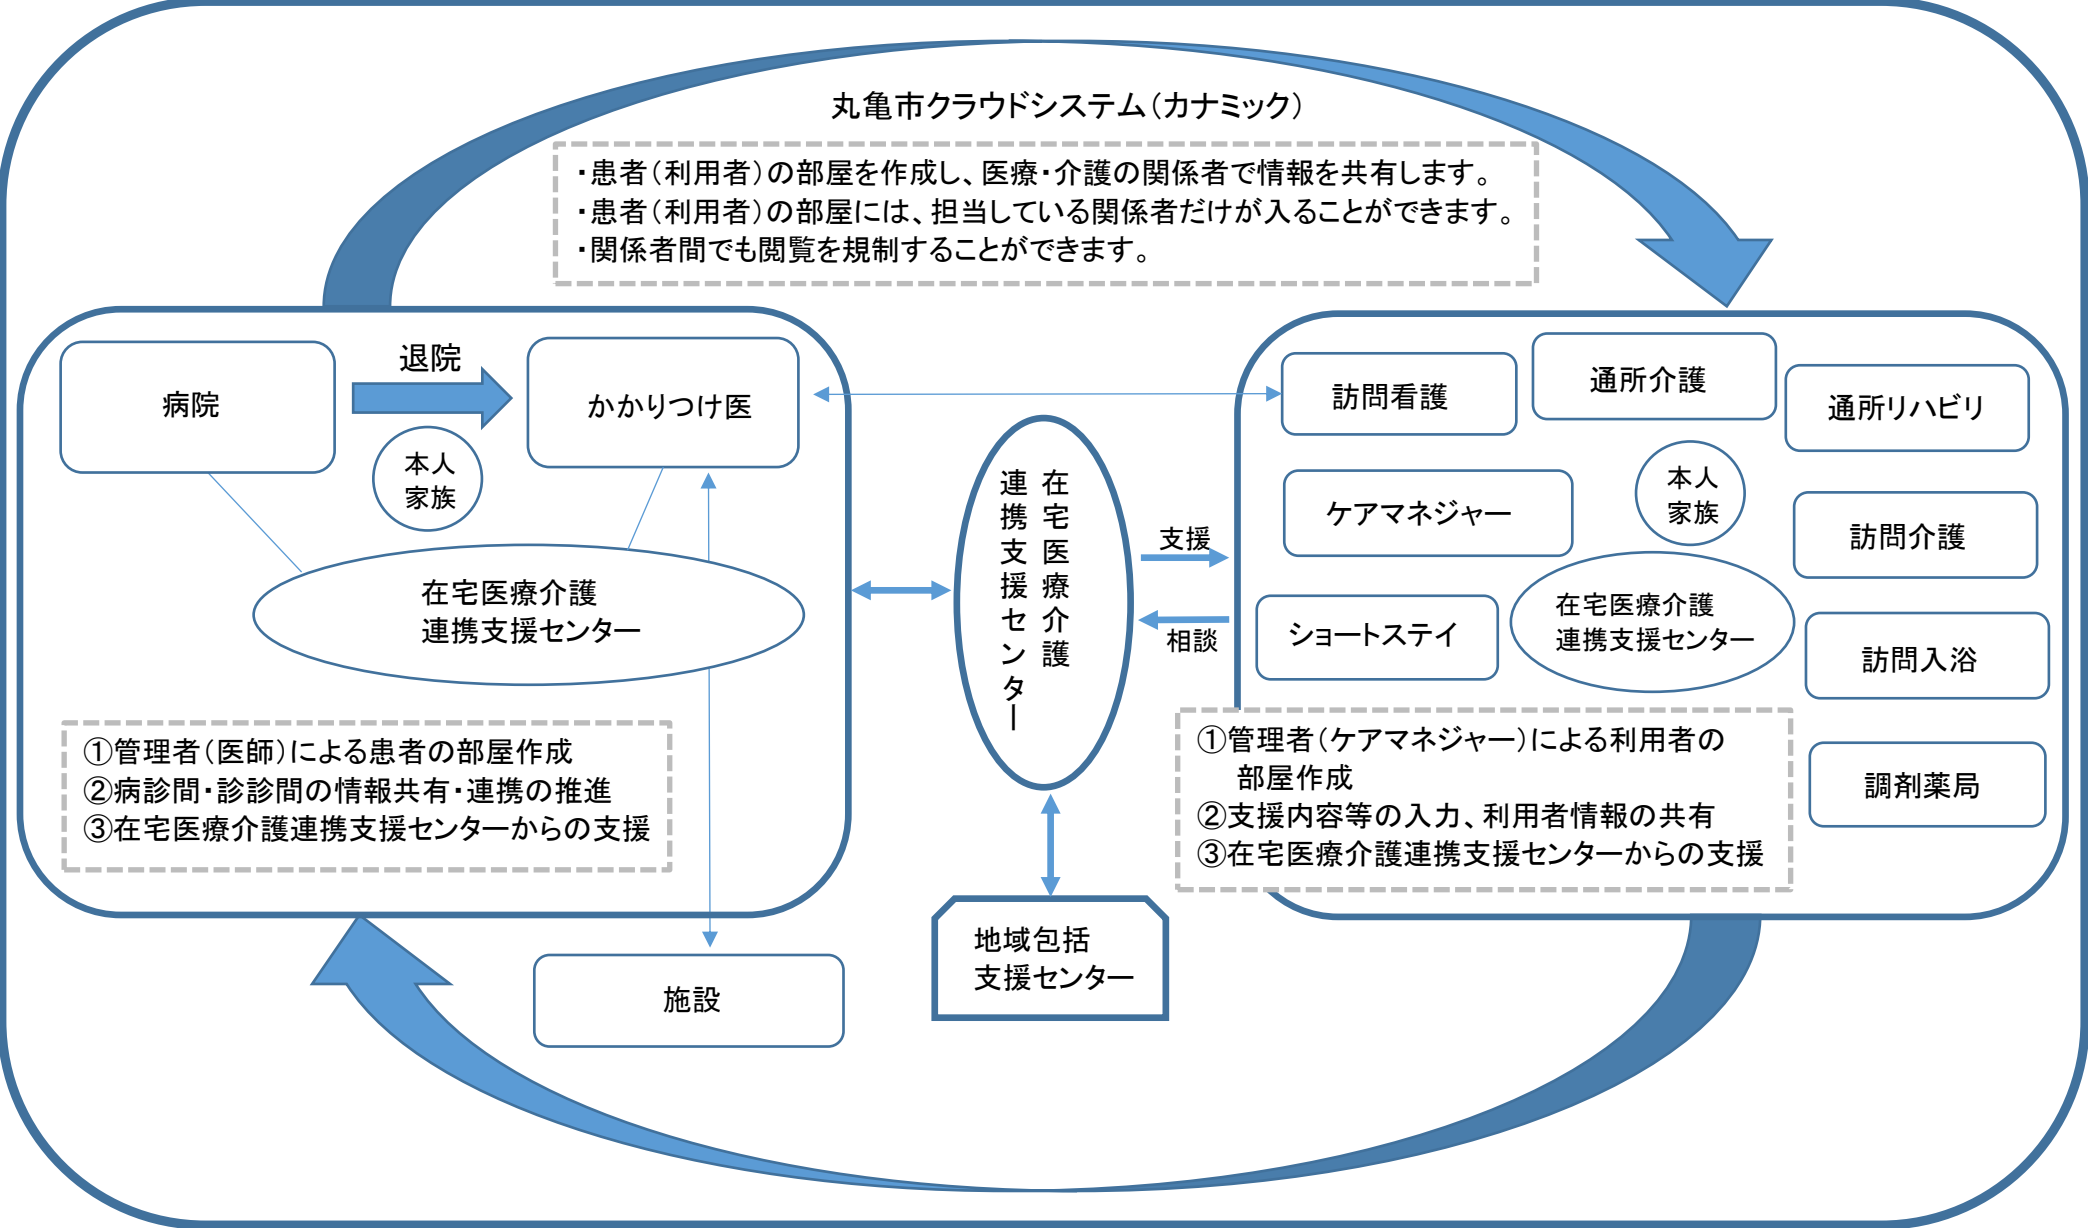 丸亀市クラウドシステム（カナミック）
・患者（利用者）の部屋を作成し、医療・介護の関係者で情報を共有します。
・患者（利用者）の部屋には、担当している関係者だけが入ることができます。
・関係者間でも閲覧を規制することができます。
病院
退院
かかりつけ医
本人
家族
在宅医療介護
連携支援センター
①管理者（医師）による患者の部屋作成
②病診間・診診間の情報共有・連携の推進
③在宅医療介護連携支援センターからの支援
施設
在宅医療介護
連携支援センター
支援
相談
地域包括
支援センター
訪問看護
通所介護
通所リハビリ
ケアマネジャー
本人
家族
訪問介護
ショートステイ
在宅医療介護
連携支援センター
訪問入浴
①管理者（ケアマネジャー）による利用者の
部屋作成
②支援内容等の入力、利用者情報の共有
③在宅医療介護連携支援センターからの支援
調剤薬局